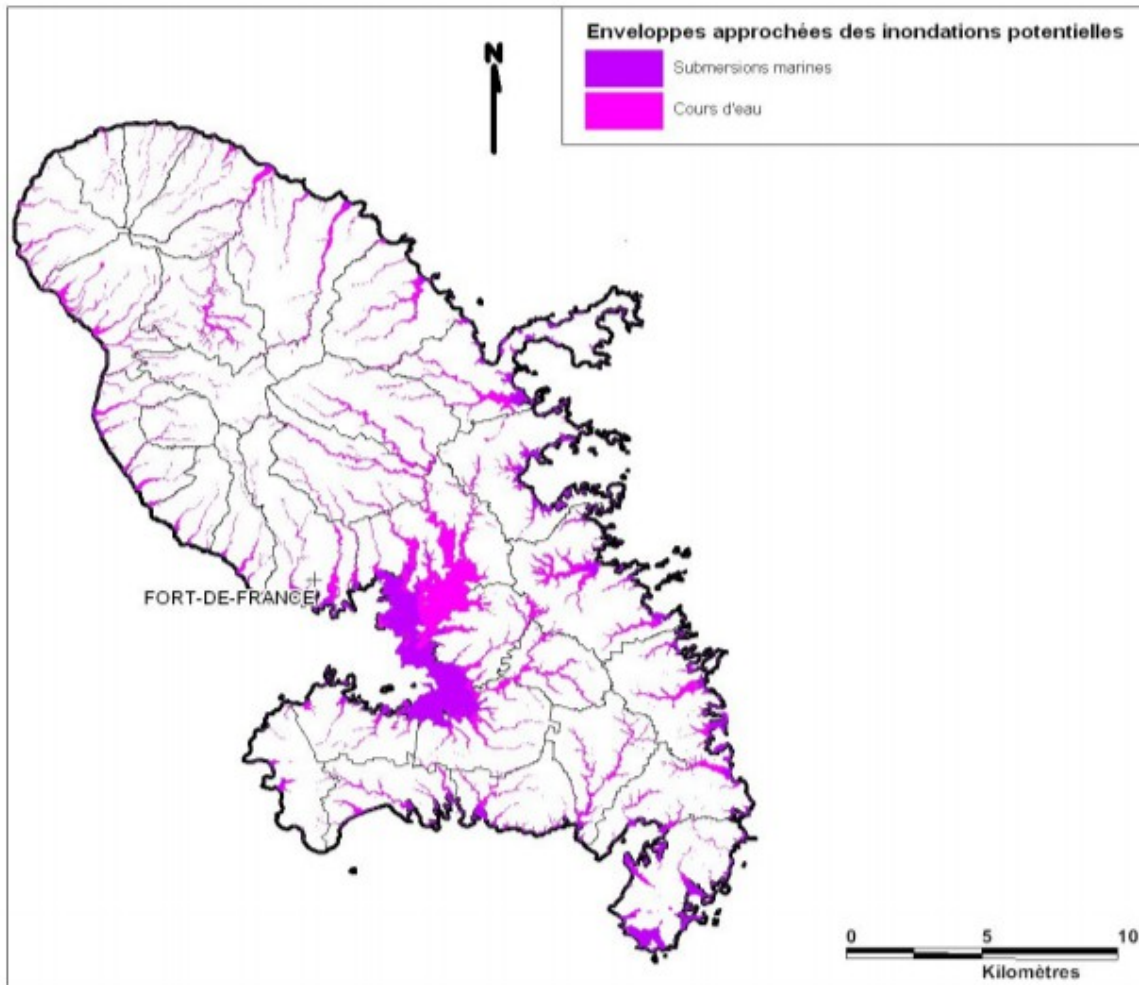 Enveloppes approchées des inondations potentielles
Submersions marines
Cours d'eau
N
FORT-DE-FRANCE
0 5 10
Kilomètres